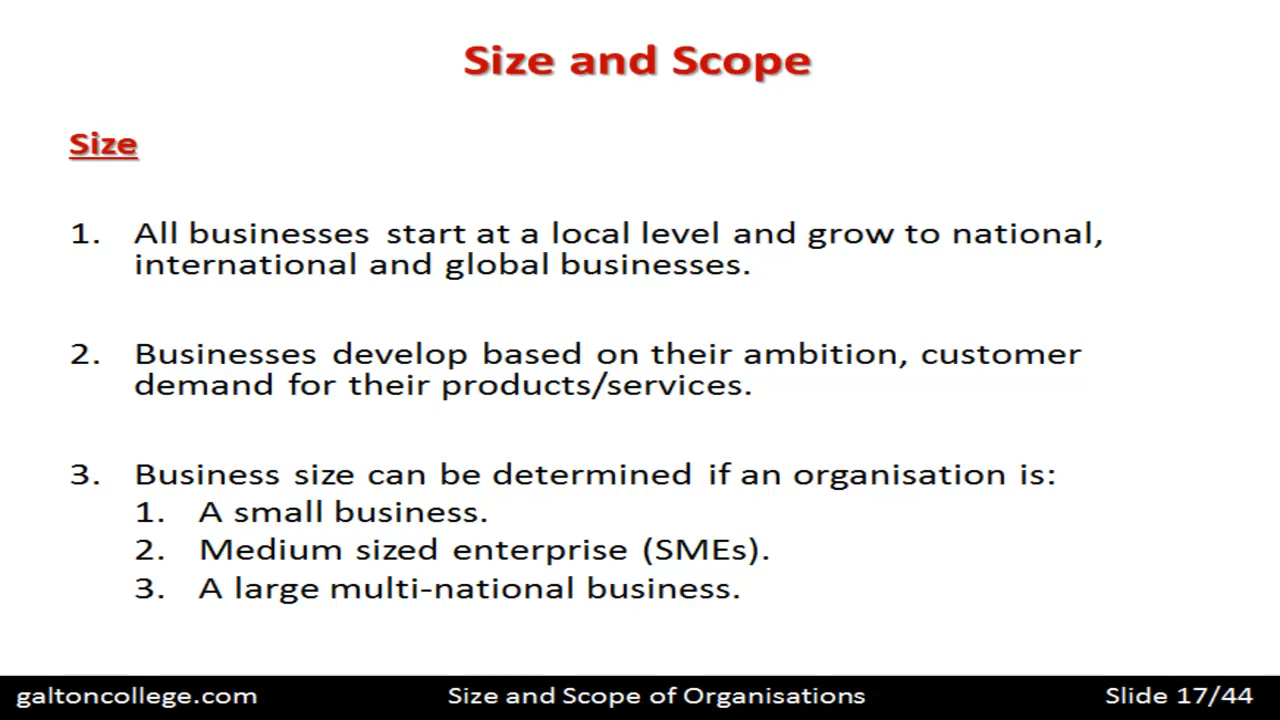 Size and Scope
Size
1. All businesses start at a local level and grow to national,
international and global businesses.
2. Businesses develop based on their ambition, customer
demand for their products/services.
3. Business size can be determined if an organisation is:
1. A small business.
2. Medium sized enterprise (SMEs).
3. A large multi-national business.
galtoncollege.com Size and Scope of Organisations Slide 17/44